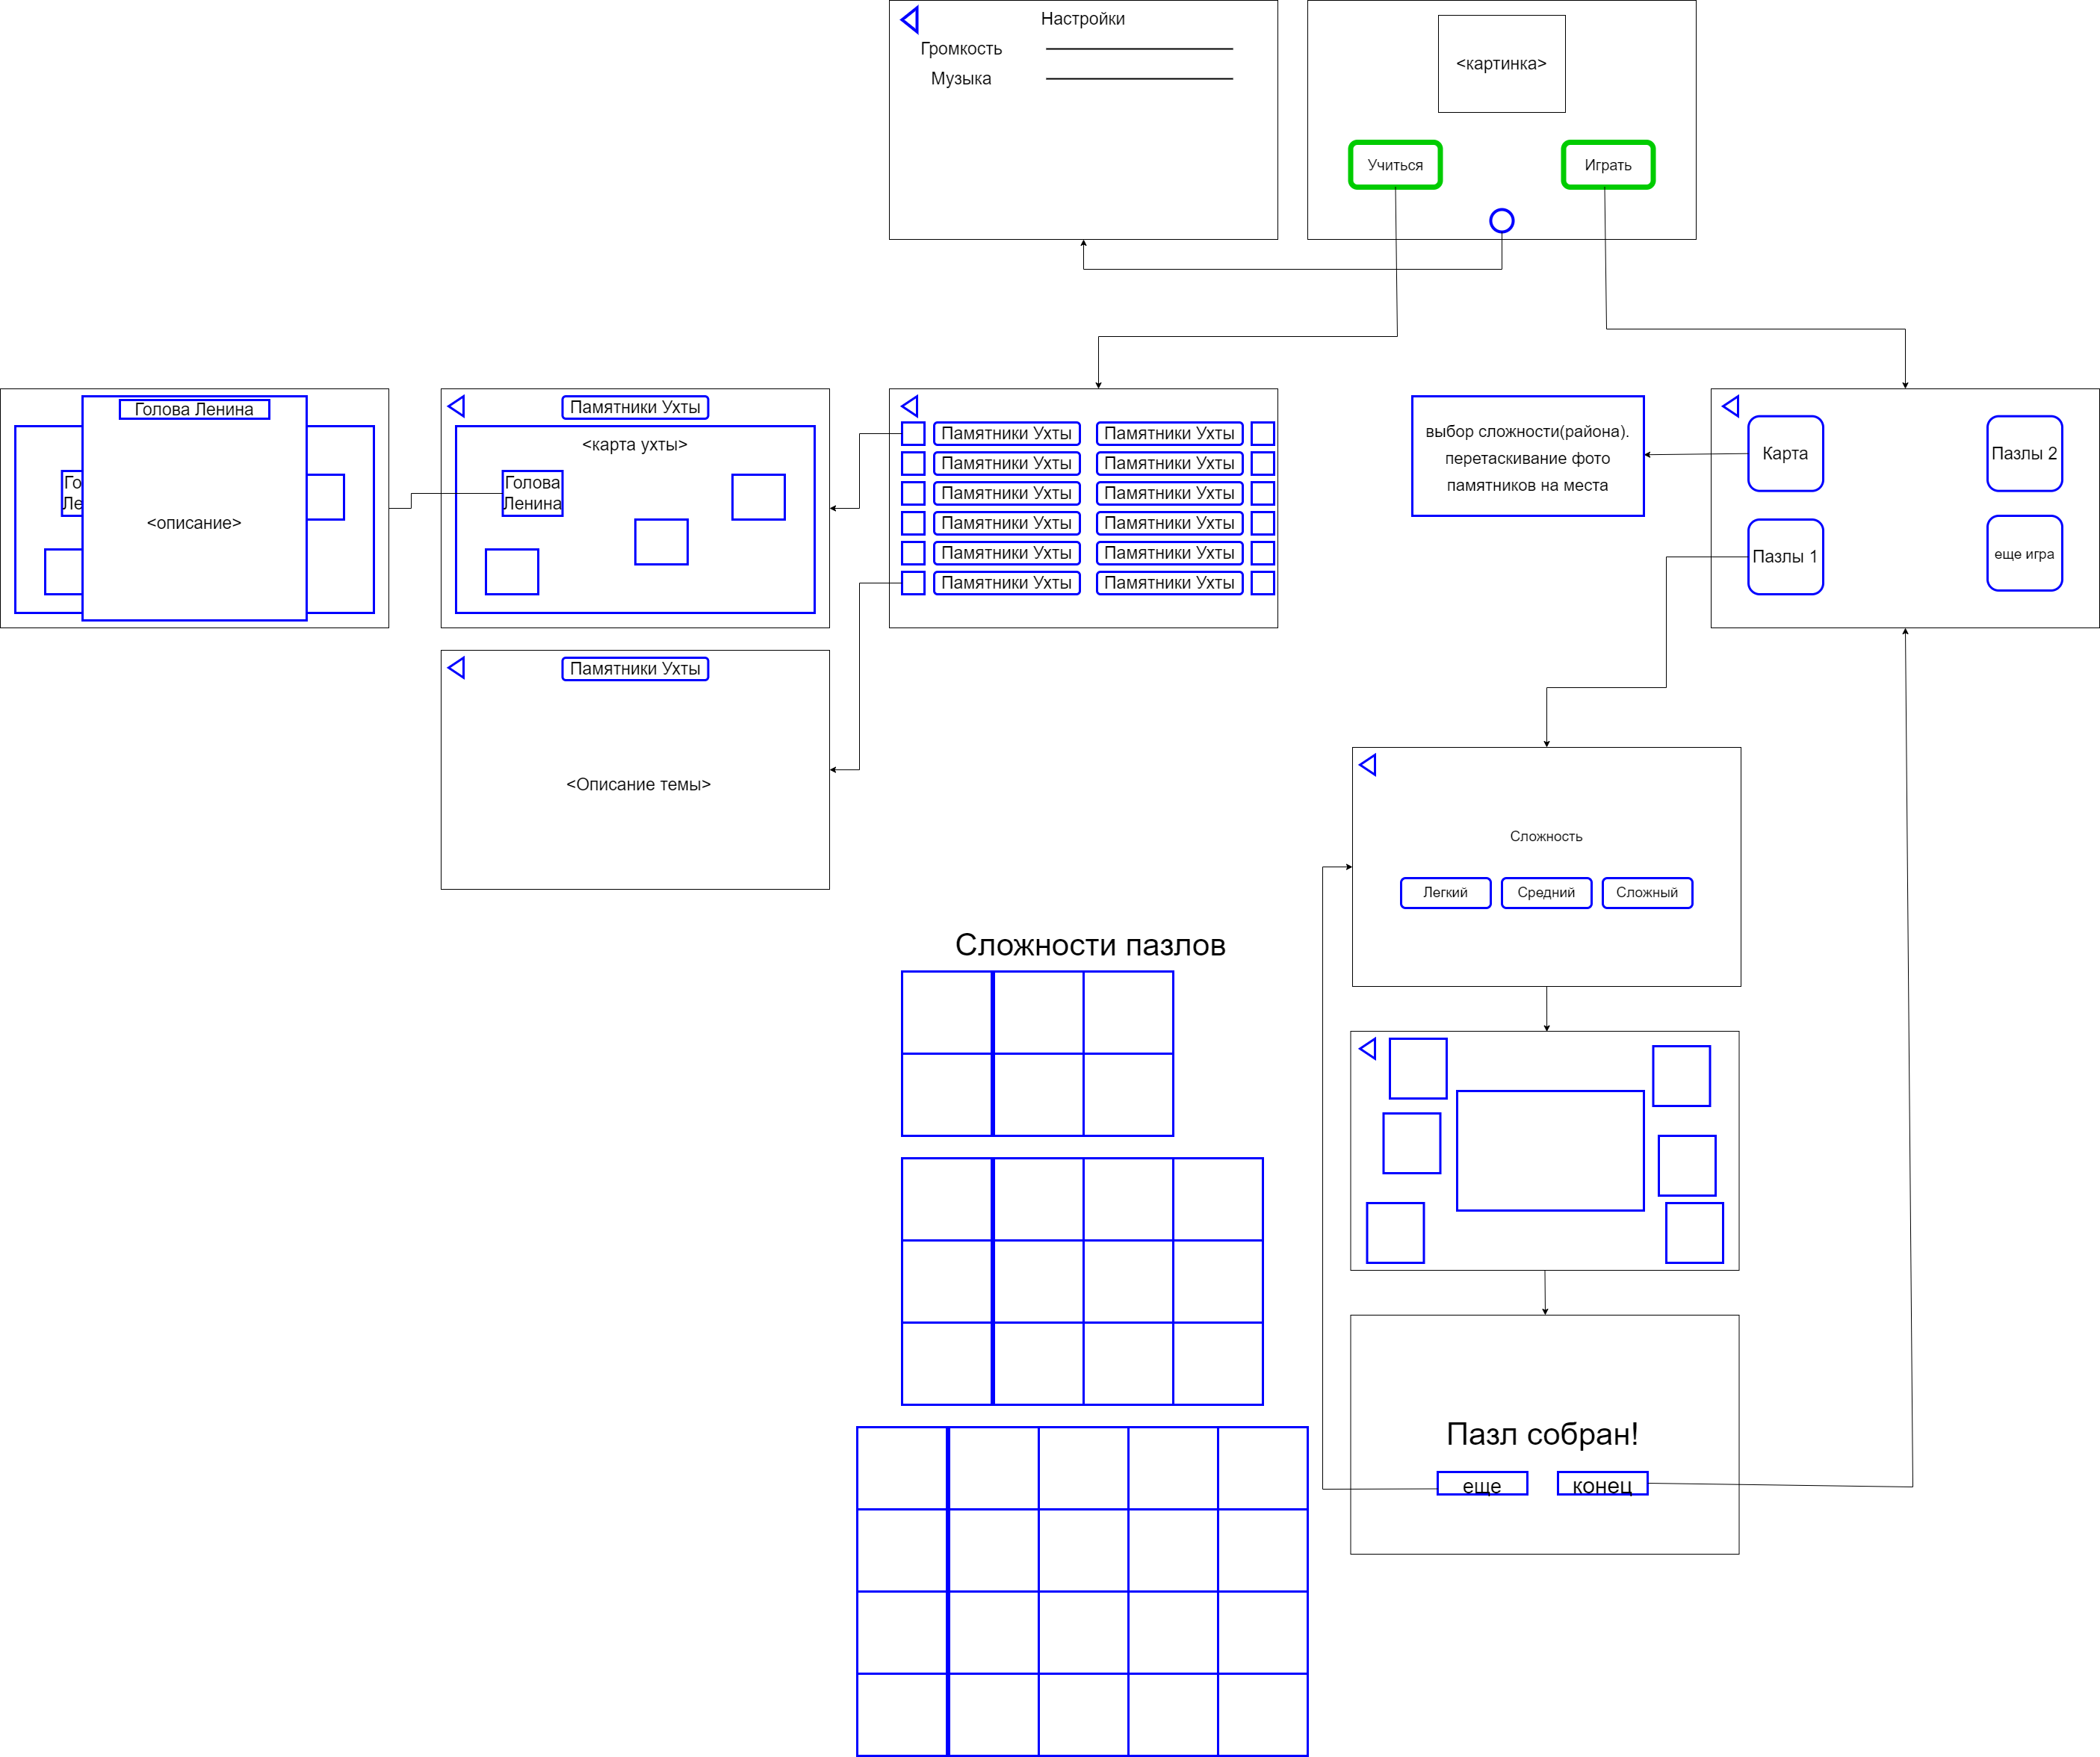 Настройки
Громкость
Музыка
<картинка>
Учиться
Играть
Голова Ленина
Го
Ле
<описание>
Памятники Ухты
<карта ухты>
Голова
Ленина
Памятники Ухты
Памятники Ухты
Памятники Ухты
Памятники Ухты
Памятники Ухты
Памятники Ухты
Памятники Ухты
Памятники Ухты
Памятники Ухты
Памятники Ухты
Памятники Ухты
Памятники Ухты
выбор сложности(района).
перетаскивание фото
памятников на места
Карта
Пазлы 2
Пазлы 1
еще игра
Памятники Ухты
<Описание темы>
Сложность
Легкий
Средний
Сложный
Сложности пазлов
Пазл собран!
еще
конец